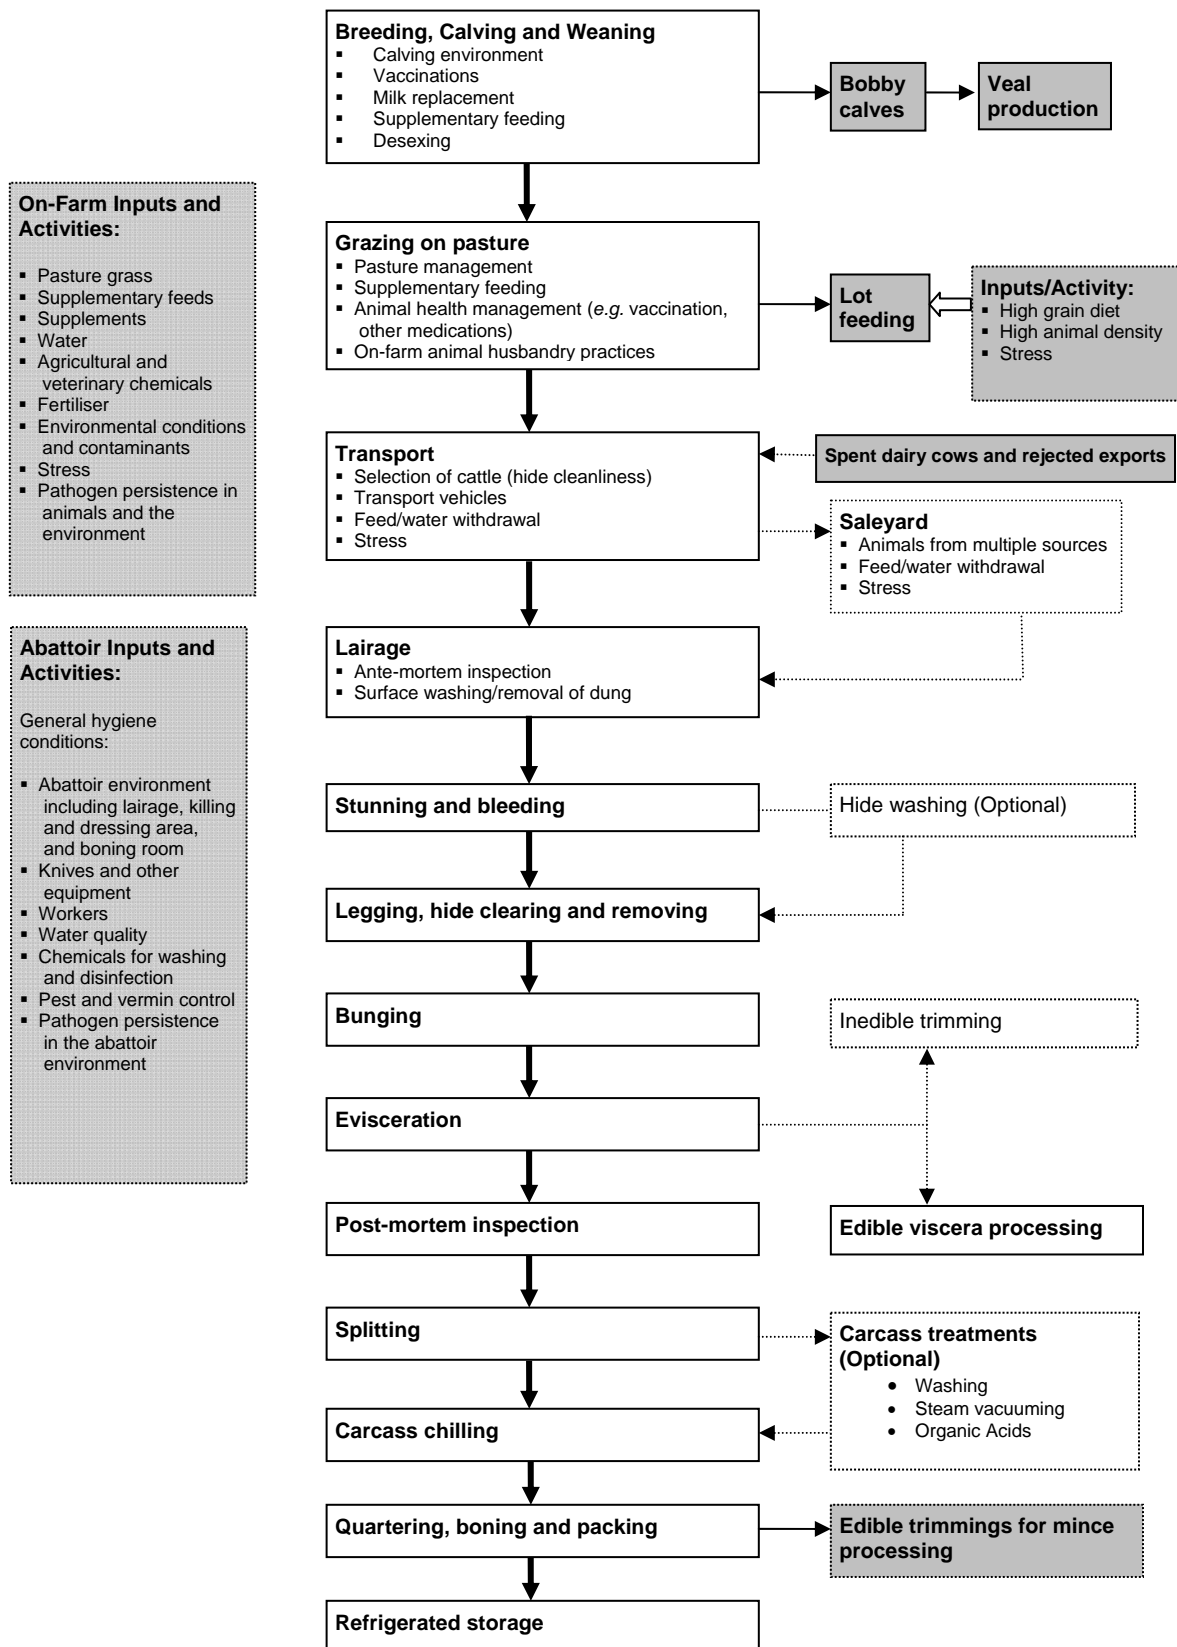 Breeding, Calving and Weaning
▪ Calving environment
▪ Vaccinations
▪ Milk replacement
▪ Supplementary feeding
▪ Desexing
Bobby
calves
Veal
production
On-Farm Inputs and
Activities:
▪ Pasture grass
▪ Supplementary feeds
▪ Supplements
▪ Water
▪ Agricultural and
veterinary chemicals
▪ Fertiliser
▪ Environmental conditions
and contaminants
▪ Stress
▪ Pathogen persistence in
animals and the
environment
Grazing on pasture
▪ Pasture management
▪ Supplementary feeding
▪ Animal health management (e.g. vaccination,
other medications)
▪ On-farm animal husbandry practices
Lot
feeding
Inputs/Activity:
▪ High grain diet
▪ High animal density
▪ Stress
Transport
▪ Selection of cattle (hide cleanliness)
▪ Transport vehicles
▪ Feed/water withdrawal
▪ Stress
Spent dairy cows and rejected exports
Saleyard
▪ Animals from multiple sources
▪ Feed/water withdrawal
▪ Stress
Abattoir Inputs and
Activities:
General hygiene
conditions:
▪ Abattoir environment
including lairage, killing
and dressing area,
and boning room
▪ Knives and other
equipment
▪ Workers
▪ Water quality
▪ Chemicals for washing
and disinfection
▪ Pest and vermin control
▪ Pathogen persistence
in the abattoir
environment
Lairage
▪ Ante-mortem inspection
▪ Surface washing/removal of dung
Stunning and bleeding
Hide washing (Optional)
Legging, hide clearing and removing
Bunging
Inedible trimming
Evisceration
Post-mortem inspection
Edible viscera processing
Splitting
Carcass treatments
(Optional)
● Washing
● Steam vacuuming
● Organic Acids
Carcass chilling
Quartering, boning and packing
Edible trimmings for mince
processing
Refrigerated storage